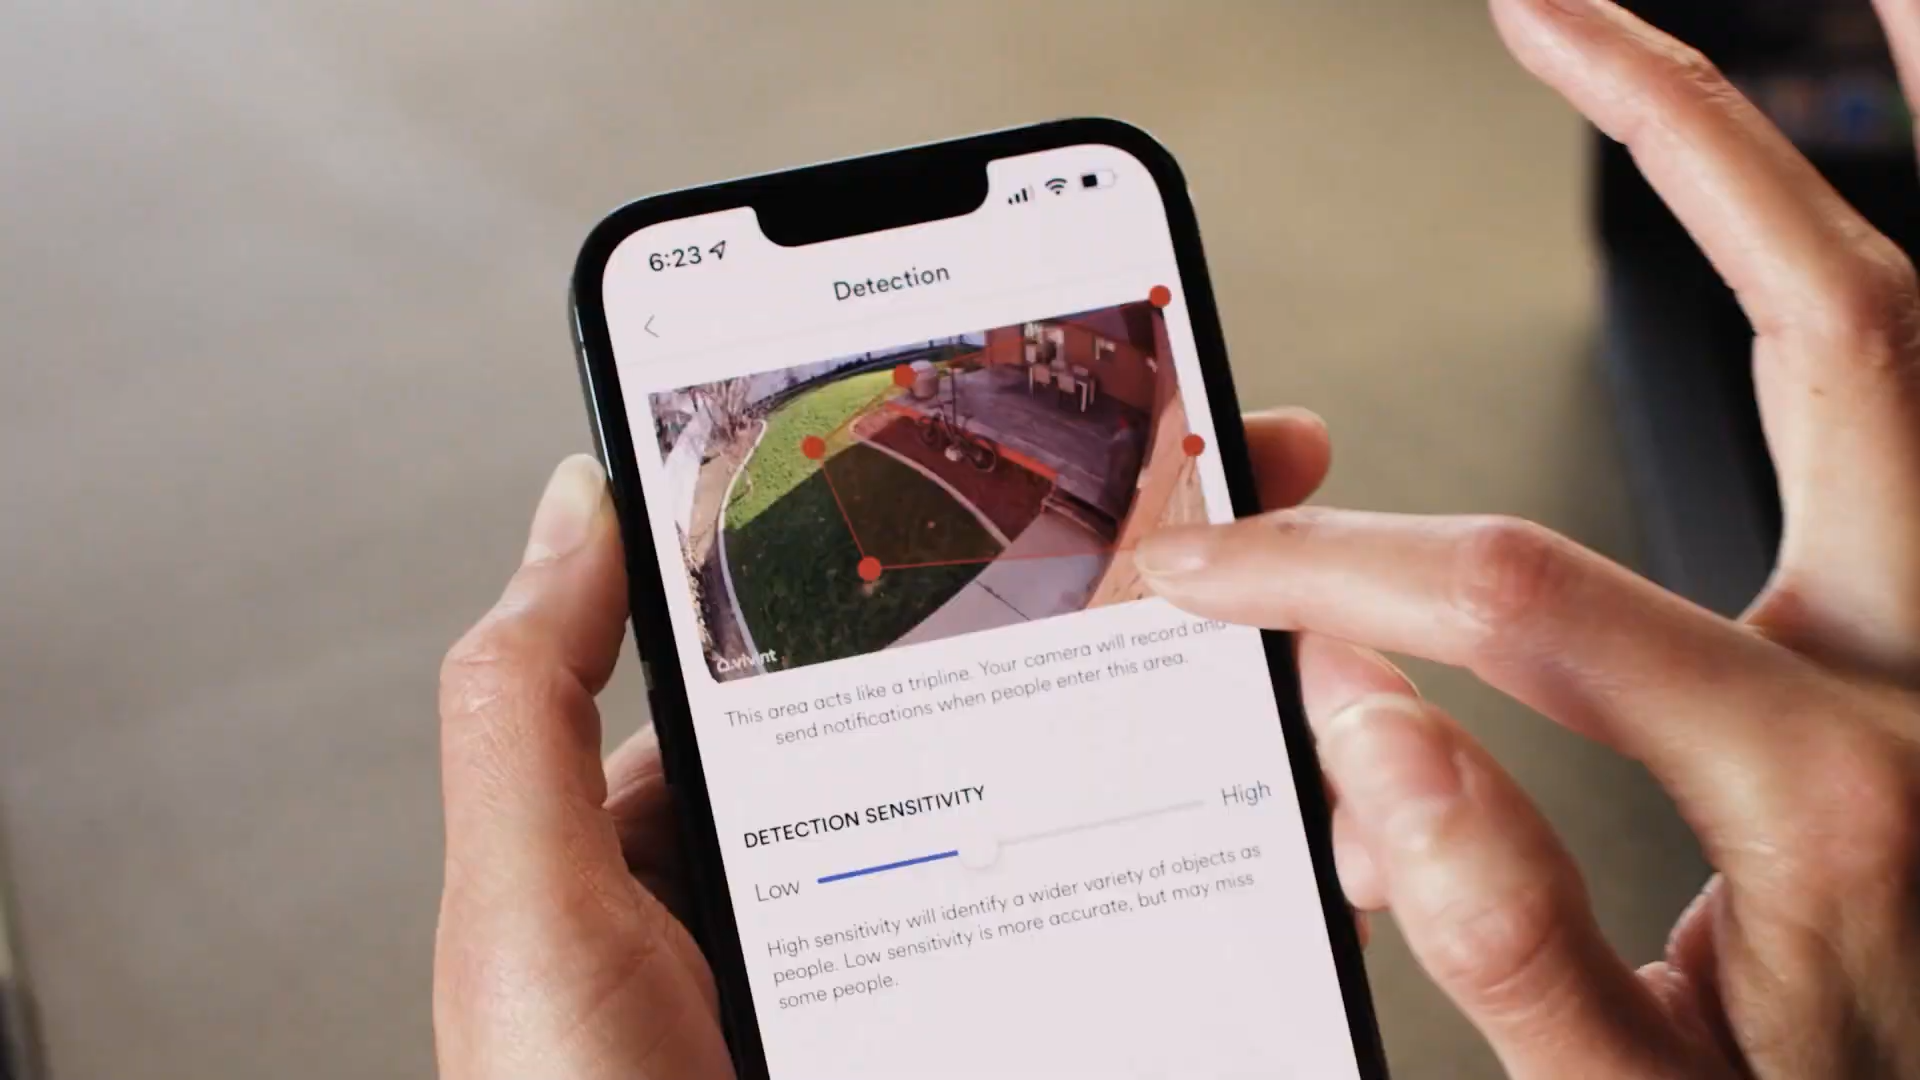 6:23
Detection
vivint
This area acts like a tripline. Your camera will record and
send notifications when people enter this area.
DETECTION SENSITIVITY
Low
High
High sensitivity will identify a wider variety of objects as
people. Low sensitivity is more accurate, but may miss
some people.